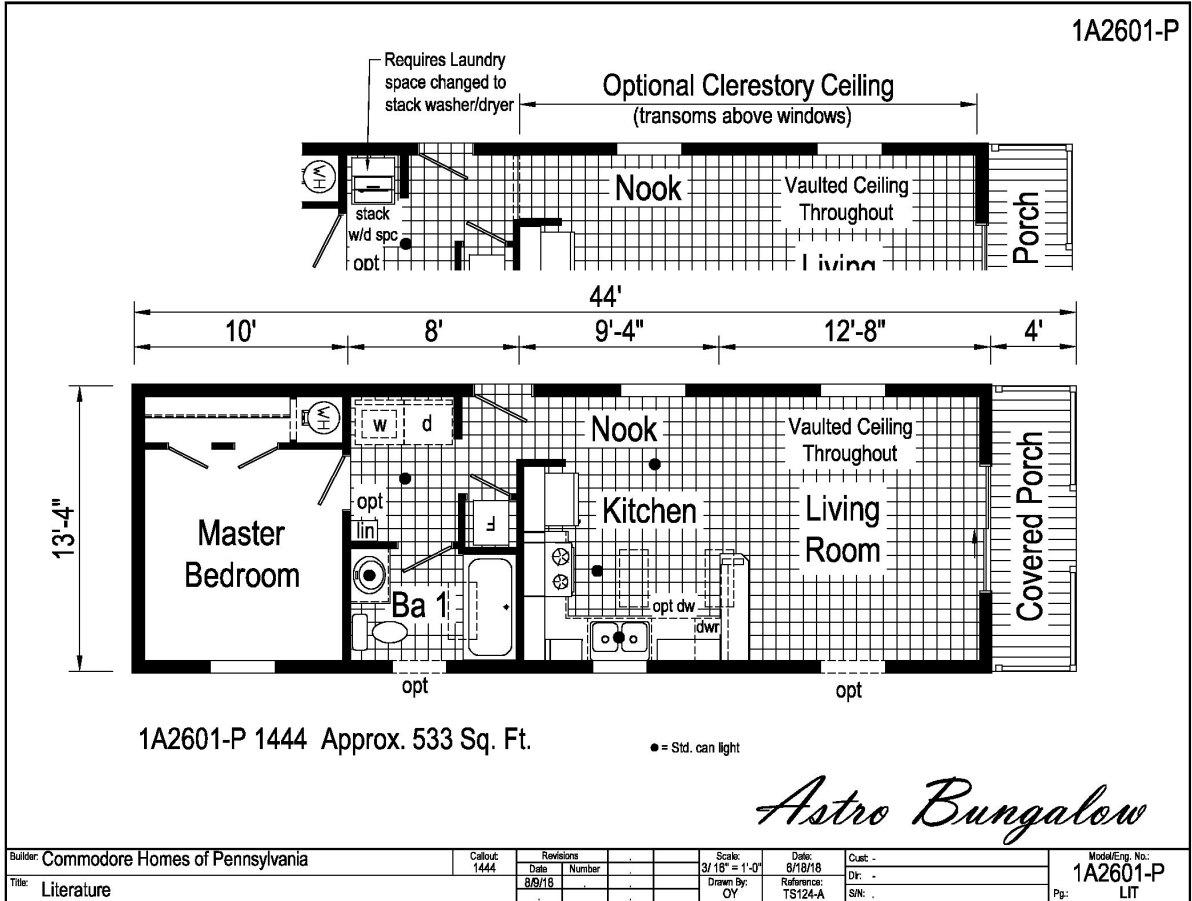 1A2601-P
Requires Laundry
space changed to
stack washer/dryer
Optional Clerestory Ceiling
(transoms above windows)
WH
stack
w/d spc
opt
Nook
Vaulted Ceiling
Throughout
Living
Porch
44'
10'
8'
9'-4"
12'-8"
4'
13'-4"
WH
w
d
Nook
Vaulted Ceiling
Throughout
opt
lin
F
Kitchen
Living
Room
Master
Bedroom
Ba 1
opt dw
dwr
Covered Porch
opt
opt
1A2601-P 1444 Approx. 533 Sq. Ft.
● = Std. can light
Astro Bungalow
Builder: Commodore Homes of Pennsylvania
Title: Literature
Callout:
1444
Revisions
Date Number
8/9/18
Scale:
3/16" = 1'-0"
Drawn By:
OY
Date:
6/18/18
Reference:
TS124-A
Cust: -
Dir: -
S/N: .
Model/Eng. No.:
1A2601-P
Pg.: LIT